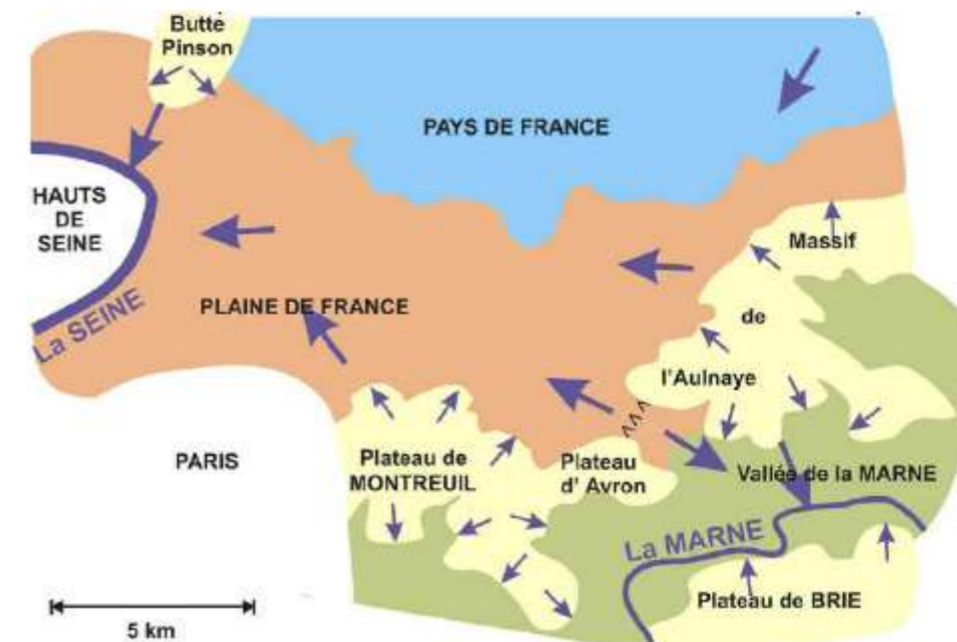 Butte
Pinson
PAYS DE FRANCE
HAUTS
DE
SEINE
Massif
La SEINE
PLAINE DE FRANCE
de
l'Aulnaye
PARIS
Plateau de
MONTREUIL
Plateau
d' Avron
Vallée de la MARNE
La MARNE
Plateau de BRIE
5 km